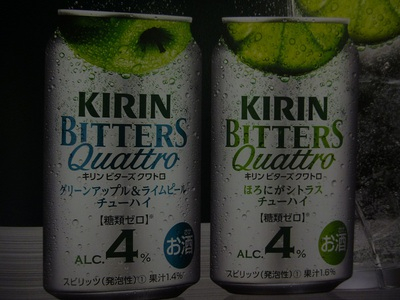 KIRIN
BITTERS
Quattro
キリン ビターズ クワトロ
グリーンアップル&ライムピール
チューハイ
【糖類ゼロ】
ALC. 4%
お酒
スピリッツ(発泡性)① 果汁1.4%
KIRIN
BITTERS
Quattro
キリン ビターズ クワトロ
ほろにがシトラス
チューハイ
【糖類ゼロ】
ALC. 4%
お酒
スピリッツ(発泡性)① 果汁1.6%